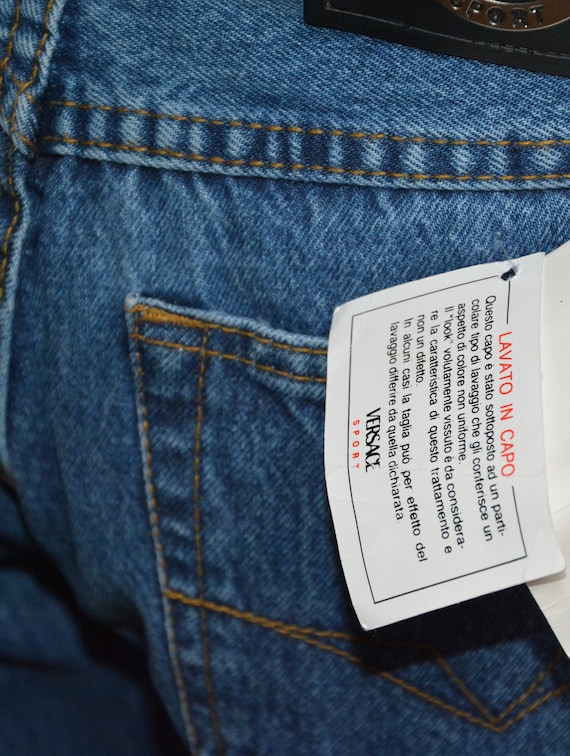 SPORT
LAVATO IN CAPO
Questo capo è stato sottoposto ad un parti-
colare tipo di lavaggio che gli conferisce un
aspetto di colore non uniforme.
Il "look" volutamente vissuto è da considera-
re la caratteristica di questo trattamento e
non un difetto.
In alcuni casi la taglia può per effetto del
lavaggio differire da quella dichiarata.
VERSACE
SPORT